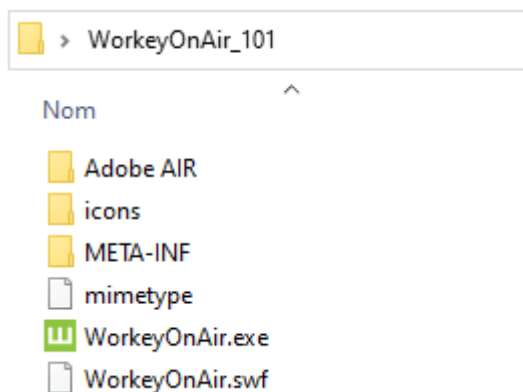 WorkeyOnAir_101
Nom
Adobe AIR
icons
META-INF
mimetype
WorkeyOnAir.exe
WorkeyOnAir.swf